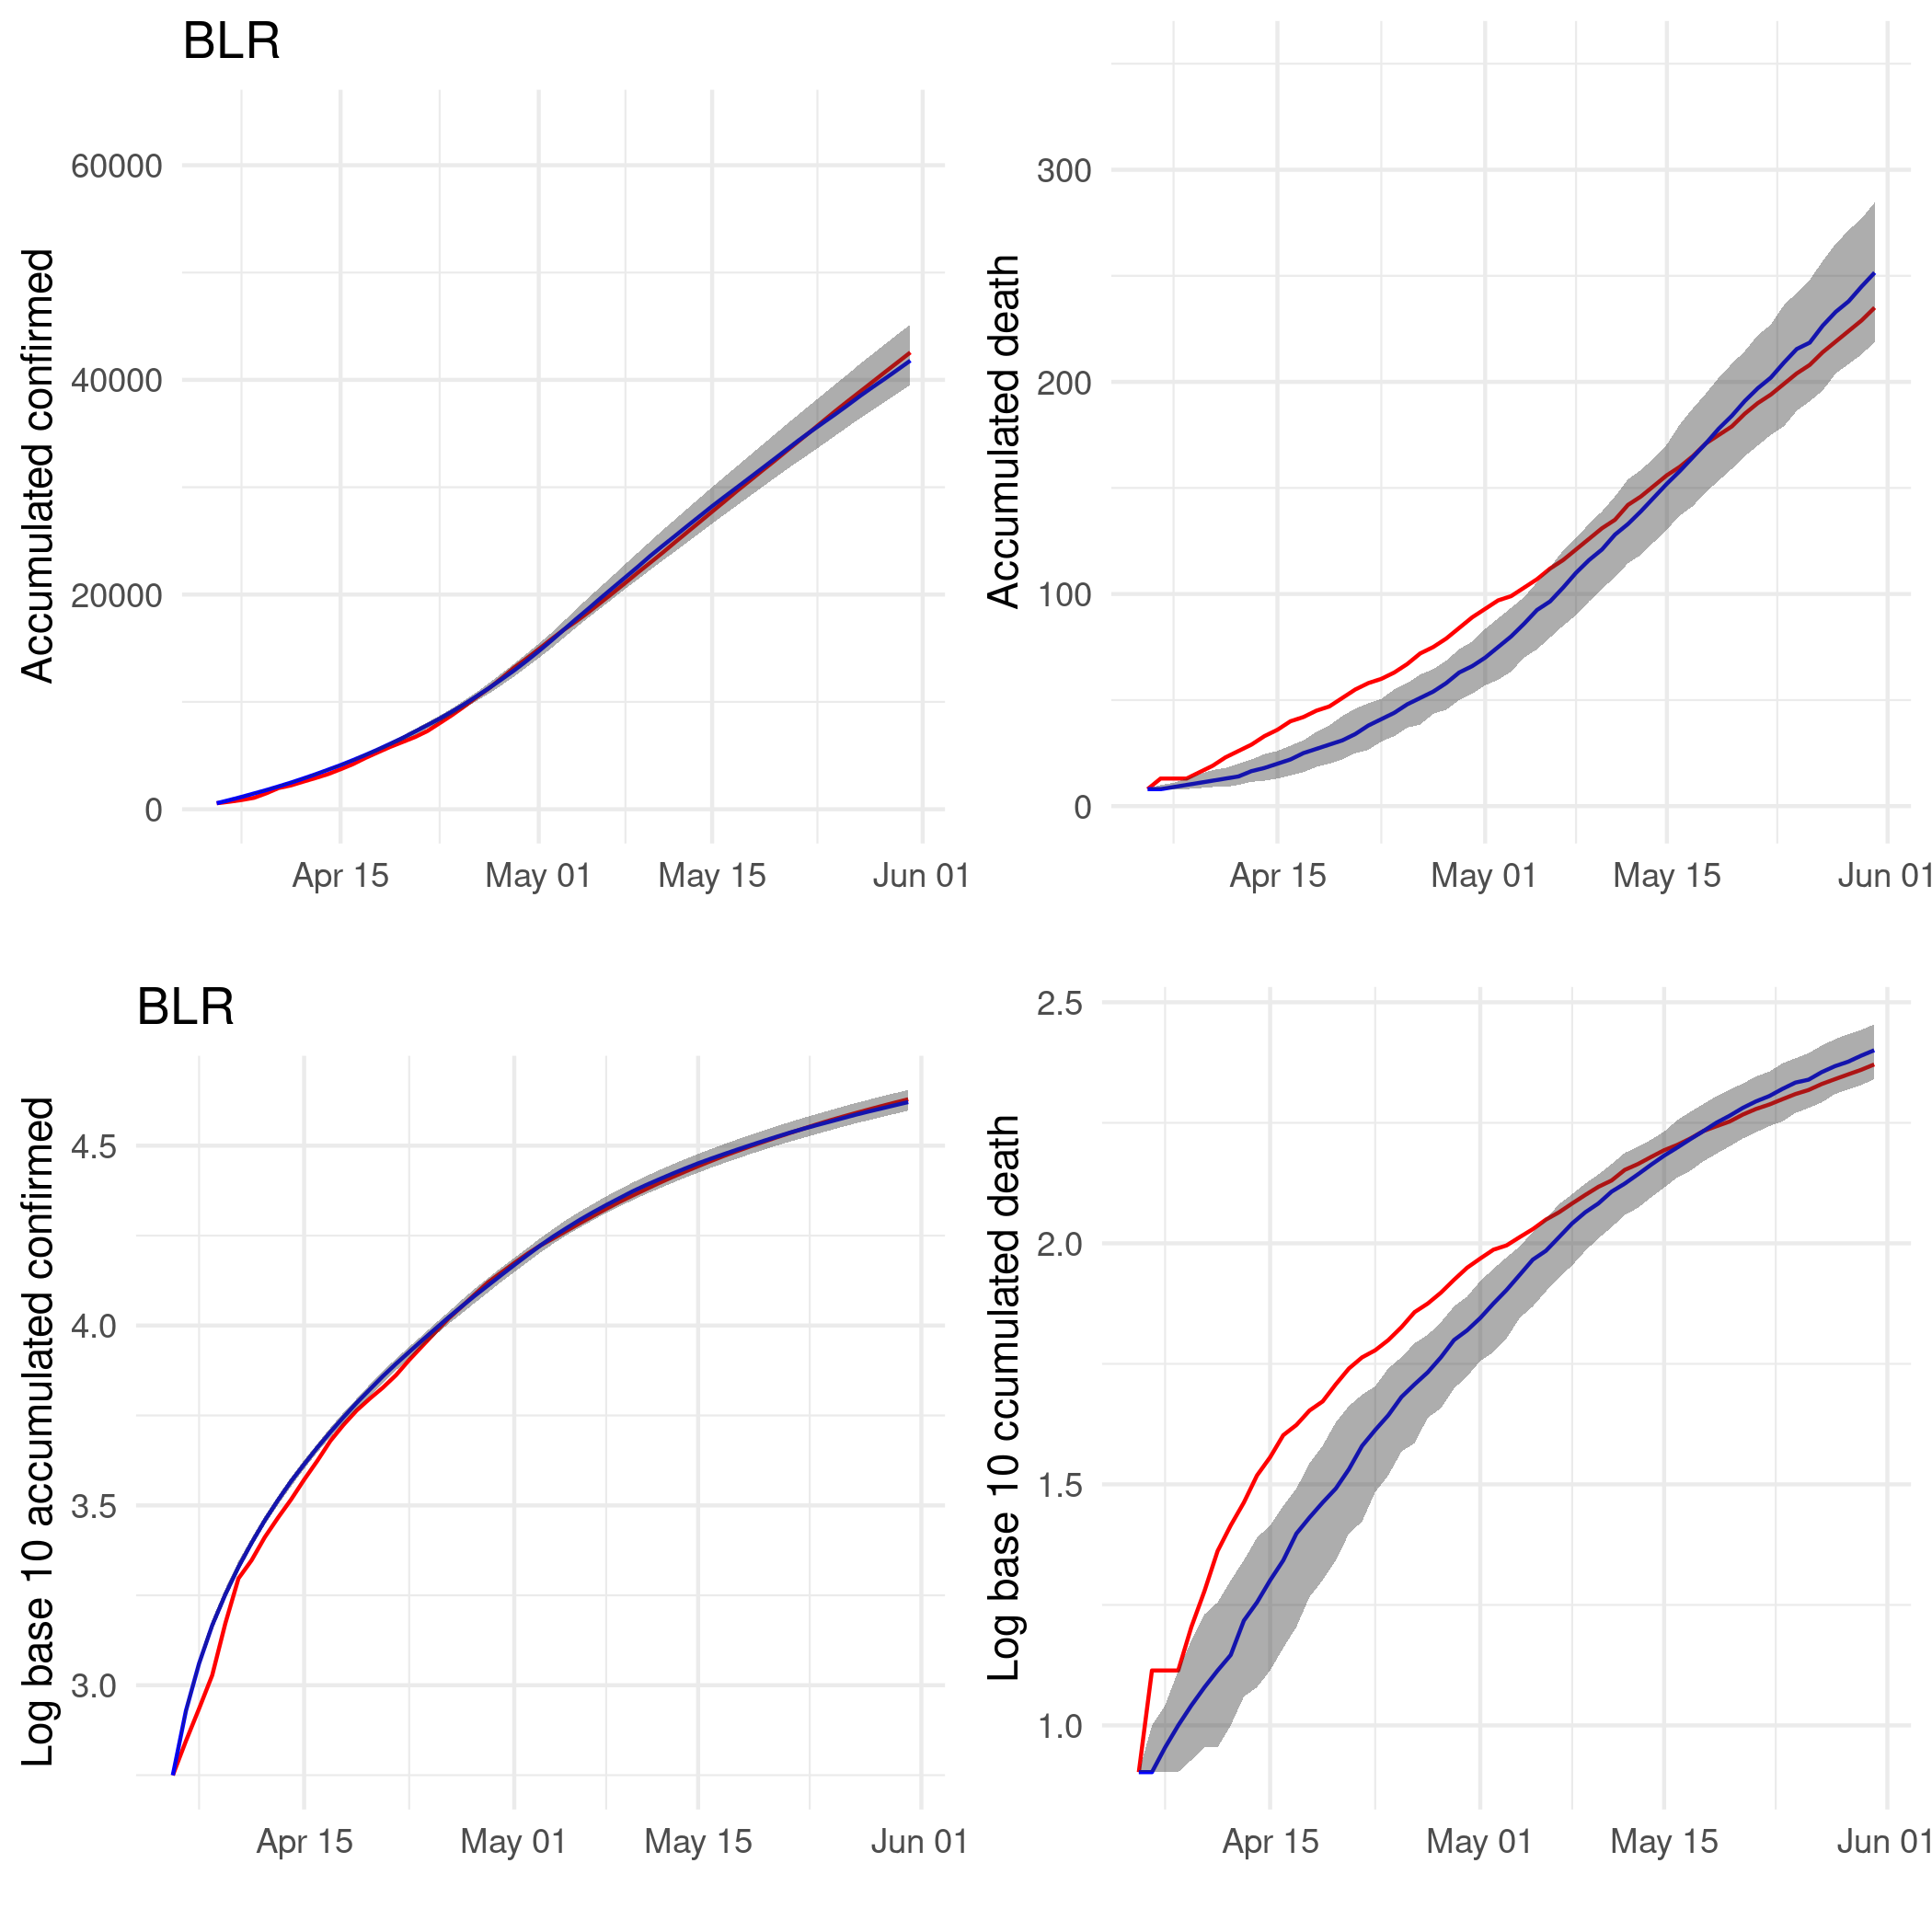 BLR
Accumulated confirmed
60000
40000
20000
0
Apr 15
May 01
May 15
Jun 01
Accumulated death
300
200
100
0
Apr 15
May 01
May 15
Jun 01
BLR
Log base 10 accumulated confirmed
4.5
4.0
3.5
3.0
Apr 15
May 01
May 15
Jun 01
Log base 10 ccumulated death
2.5
2.0
1.5
1.0
Apr 15
May 01
May 15
Jun 01